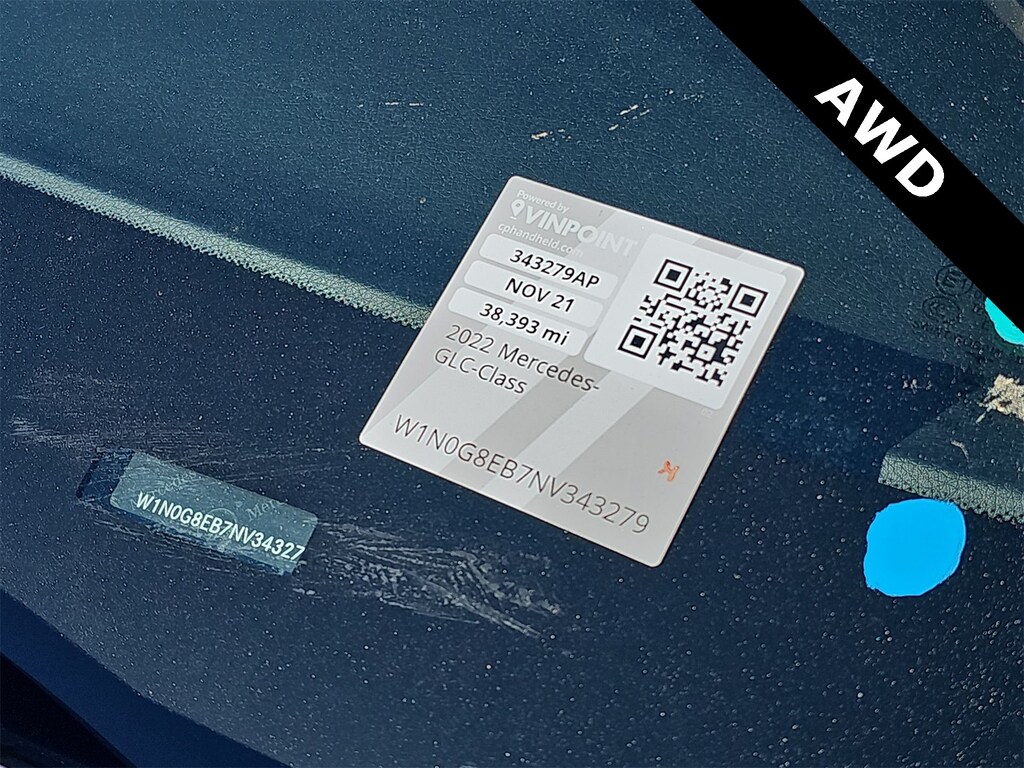 AWD
Powered by
VINPOINT
cphandheld.com
343279AP
NOV 21
38,393 mi
2022 Mercedes-
GLC-Class
W1N0G8EB7NV343279
W1N0G8EB7NV34327